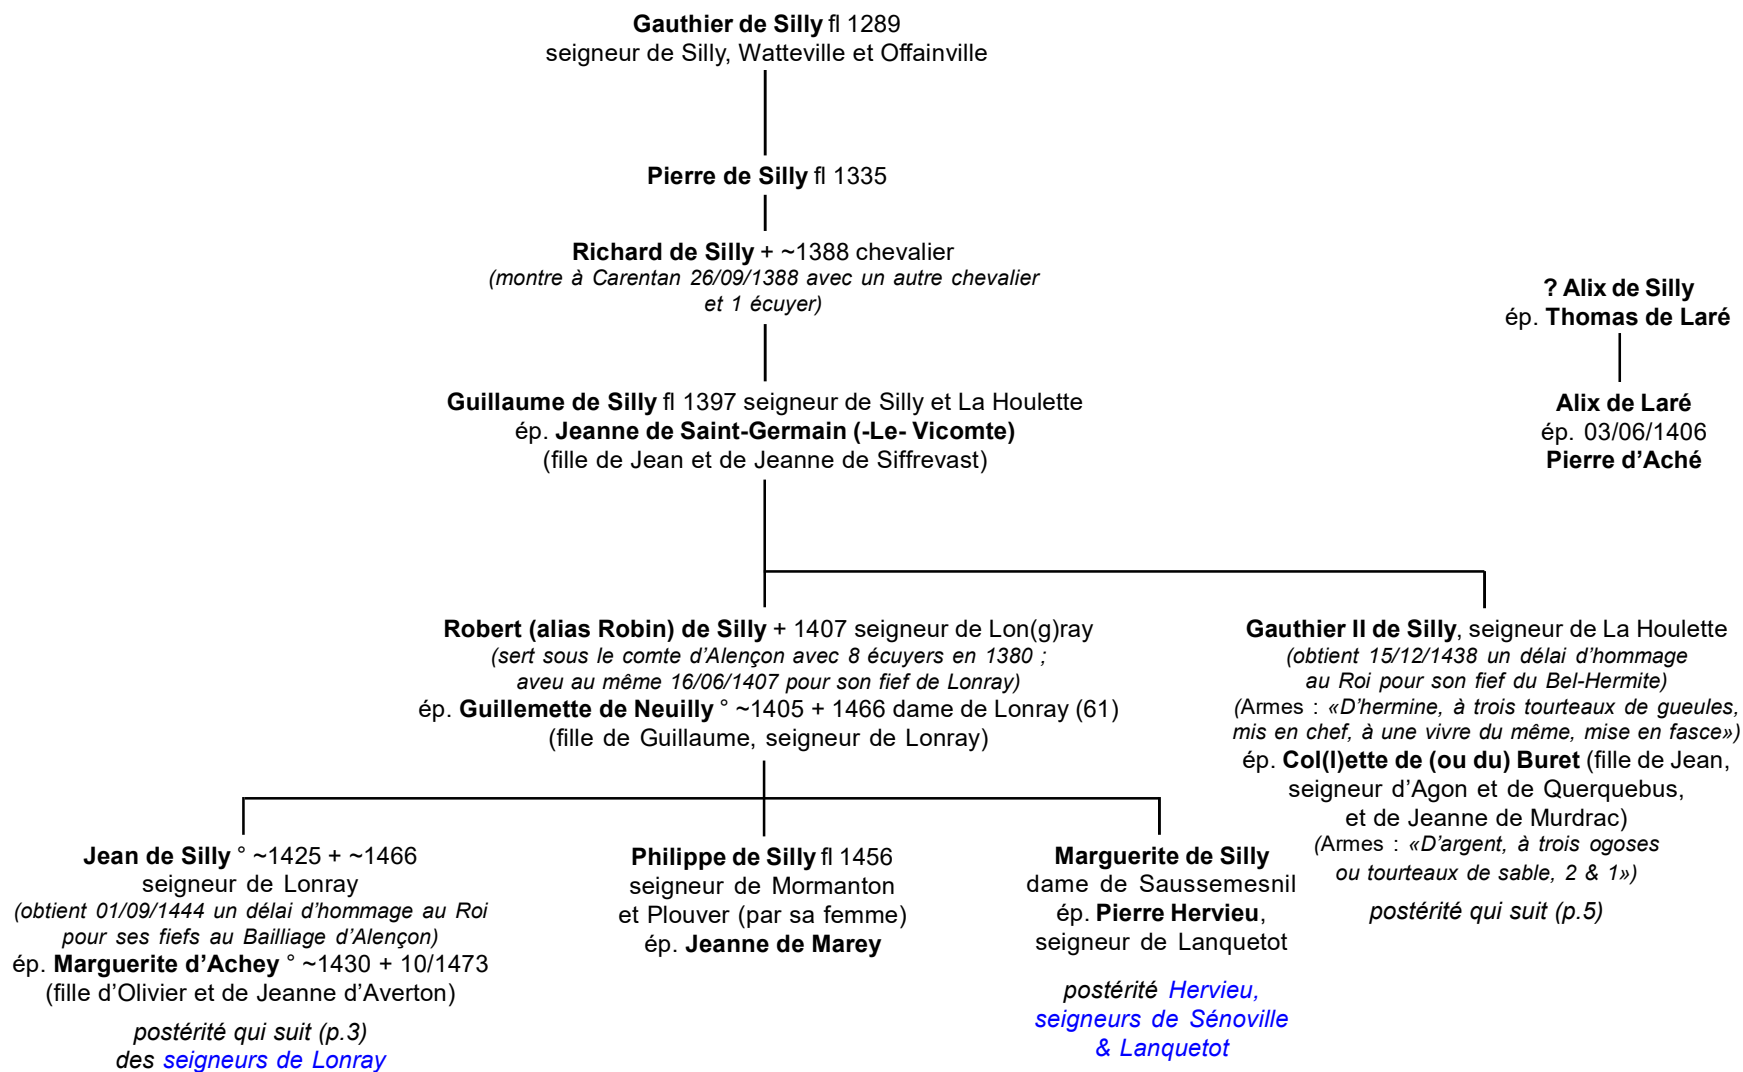 Gauthier de Silly fl 1289
seigneur de Silly, Watteville et Offainville
Pierre de Silly fl 1335
Richard de Silly + ~1388 chevalier
(montre à Carentan 26/09/1388 avec un autre chevalier
et 1 écuyer)
? Alix de Silly
ép. Thomas de Laré
Alix de Laré
ép. 03/06/1406
Pierre d’Aché
Guillaume de Silly fl 1397 seigneur de Silly et La Houlette
ép. Jeanne de Saint-Germain (-Le- Vicomte)
(fille de Jean et de Jeanne de Siffrevast)
Robert (alias Robin) de Silly + 1407 seigneur de Lon(g)ray
(sert sous le comte d’Alençon avec 8 écuyers en 1380 ;
aveu au même 16/06/1407 pour son fief de Lonray)
ép. Guillemette de Neuilly ° ~1405 + 1466 dame de Lonray (61)
(fille de Guillaume, seigneur de Lonray)
Gauthier II de Silly, seigneur de La Houlette
(obtient 15/12/1438 un délai d’hommage
au Roi pour son fief du Bel-Hermite)
(Armes : «D’hermine, à trois tourteaux de gueules,
mis en chef, à une vivre du même, mise en fasce»)
ép. Col(l)ette de (ou du) Buret (fille de Jean,
seigneur d’Agon et de Querquebus,
et de Jeanne de Murdrac)
(Armes : «D’argent, à trois ogoses
ou tourteaux de sable, 2 & 1»)
postérité qui suit (p.5)
Jean de Silly ° ~1425 + ~1466
seigneur de Lonray
(obtient 01/09/1444 un délai d’hommage au Roi
pour ses fiefs au Bailliage d’Alençon)
ép. Marguerite d’Achey ° ~1430 + 10/1473
(fille d’Olivier et de Jeanne d’Averton)
postérité qui suit (p.3)
des seigneurs de Lonray
Philippe de Silly fl 1456
seigneur de Mormanton
et Plouver (par sa femme)
ép. Jeanne de Marey
Marguerite de Silly
dame de Saussemesnil
ép. Pierre Hervieu,
seigneur de Lanquetot
postérité Hervieu,
seigneurs de Sénoville
& Lanquetot